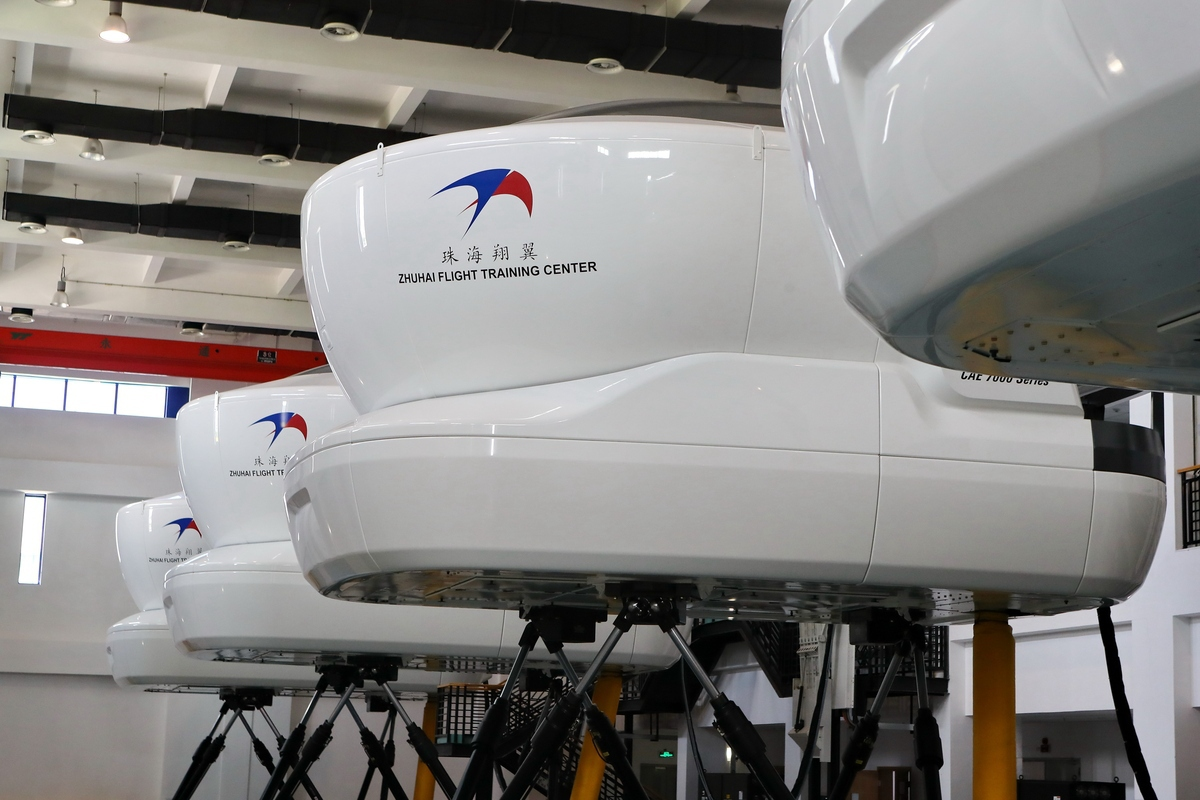 珠海翔翼
ZHUHAI FLIGHT TRAINING CENTER
CAE 7000 Series
珠海
ZHUHAI FLIGHT
珠海翔
ZHUHAI FLIGHT